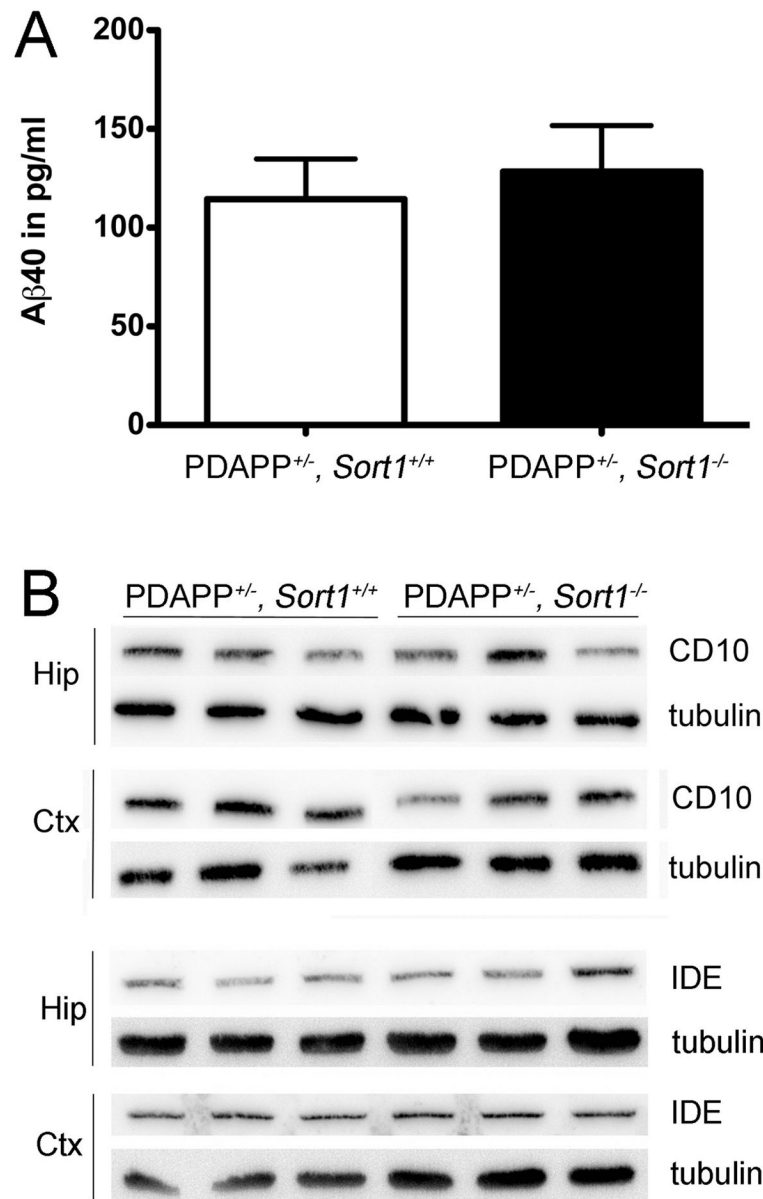 A
200
150
100
50
0
Aβ40 in pg/ml
PDAPP+/-, Sort1+/+
PDAPP+/-, Sort1-/-
B
PDAPP+/-, Sort1+/+
PDAPP+/-, Sort1-/-
Hip
CD10
tubulin
Ctx
CD10
tubulin
Hip
IDE
tubulin
Ctx
IDE
tubulin